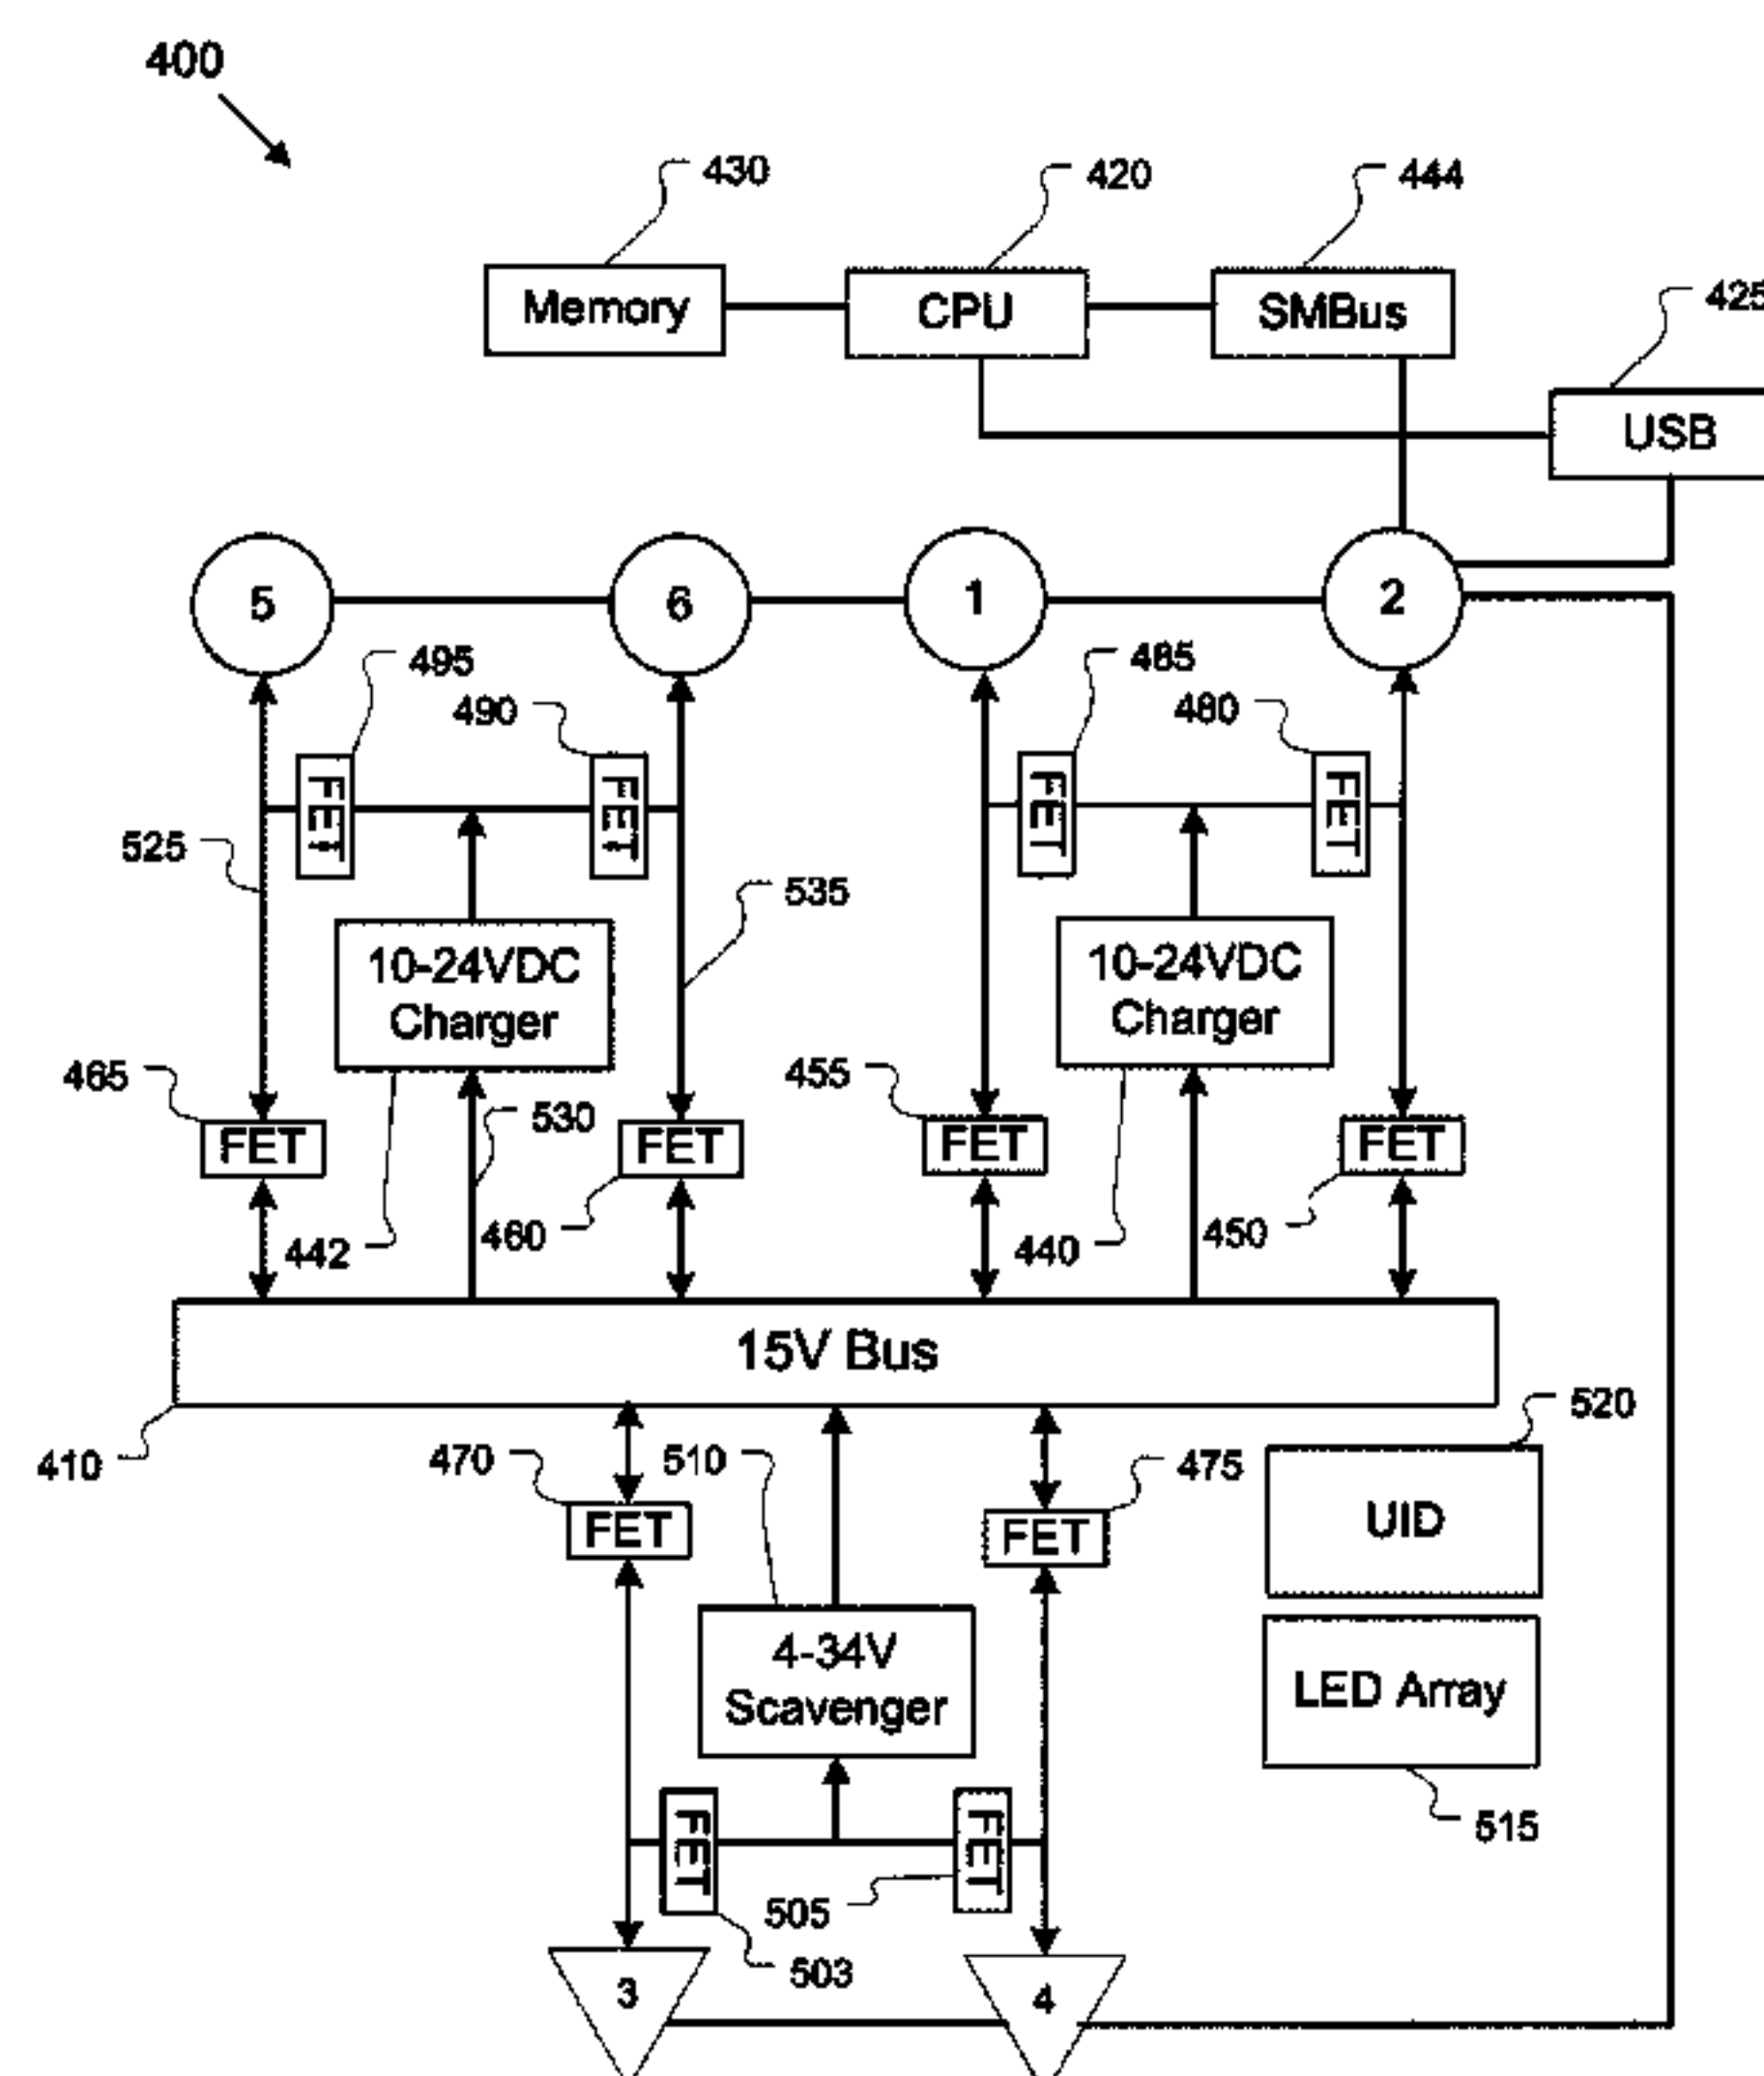 400
430
420
444
425
Memory
CPU
SMBus
USB
5
6
1
2
495
490
485
480
FET
FET
FET
FET
525
535
10-24VDC
Charger
10-24VDC
Charger
465
530
455
FET
FET
FET
FET
442
460
440
450
15V Bus
410
470
510
475
520
FET
FET
UID
4-34V
Scavenger
LED Array
FET
FET
505
503
515
3
4